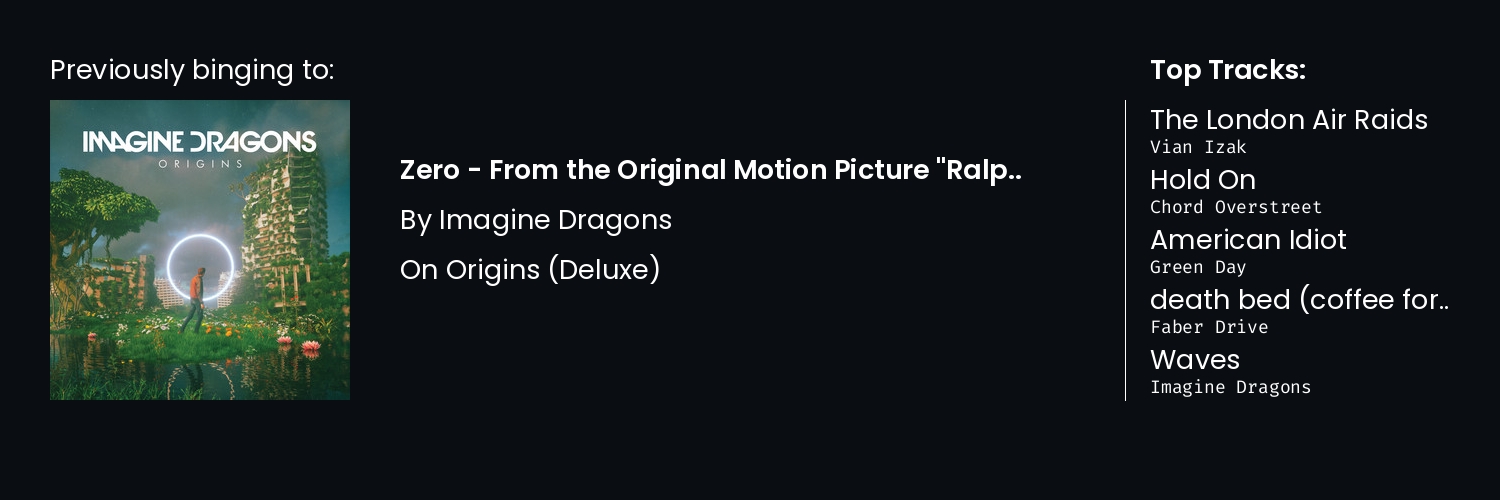 Previously binging to:
IMAGINE DRAGONS
ORIGINS
Zero - From the Original Motion Picture "Ralp..
By Imagine Dragons
On Origins (Deluxe)
Top Tracks:
The London Air Raids
Vian Izak
Hold On
Chord Overstreet
American Idiot
Green Day
death bed (coffee for..
Faber Drive
Waves
Imagine Dragons